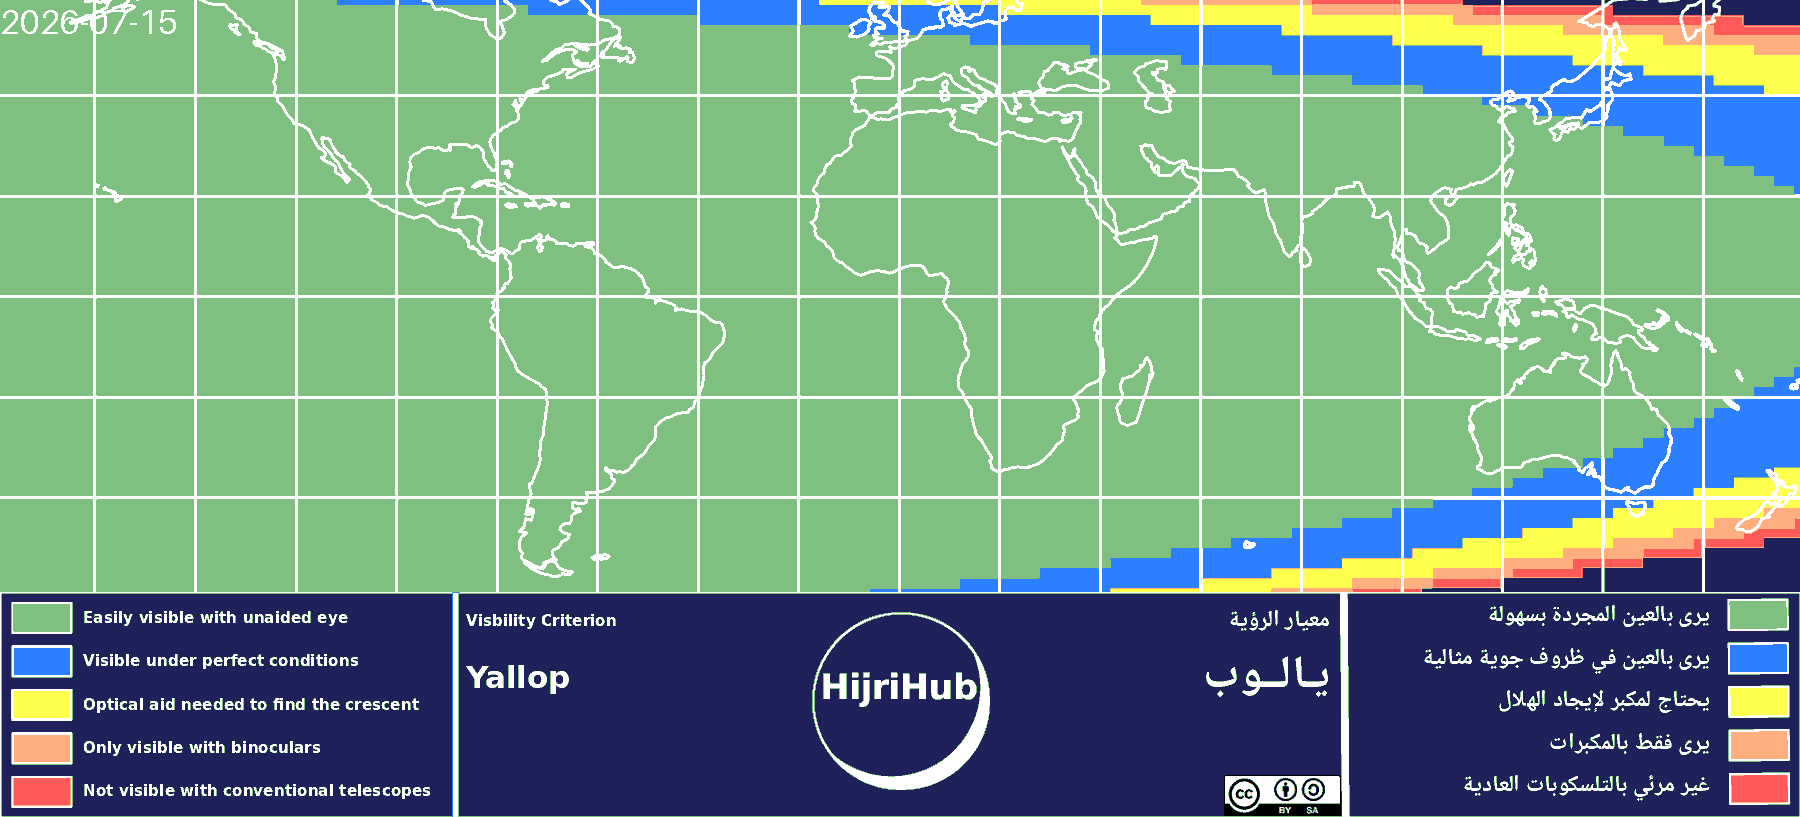 2026-07-15
Easily visible with unaided eye
Visible under perfect conditions
Optical aid needed to find the crescent
Only visible with binoculars
Not visible with conventional telescopes
Visbility Criterion
Yallop
HijriHub
معيار الرؤية
يـالـوب
cc
BY SA
يرى بالعين المجردة بسهولة
يرى بالعين في ظروف جوية مثالية
يحتاج لمكبر لإيجاد الهلال
يرى فقط بالمكبرات
غير مرئي بالتلسكوبات العادية